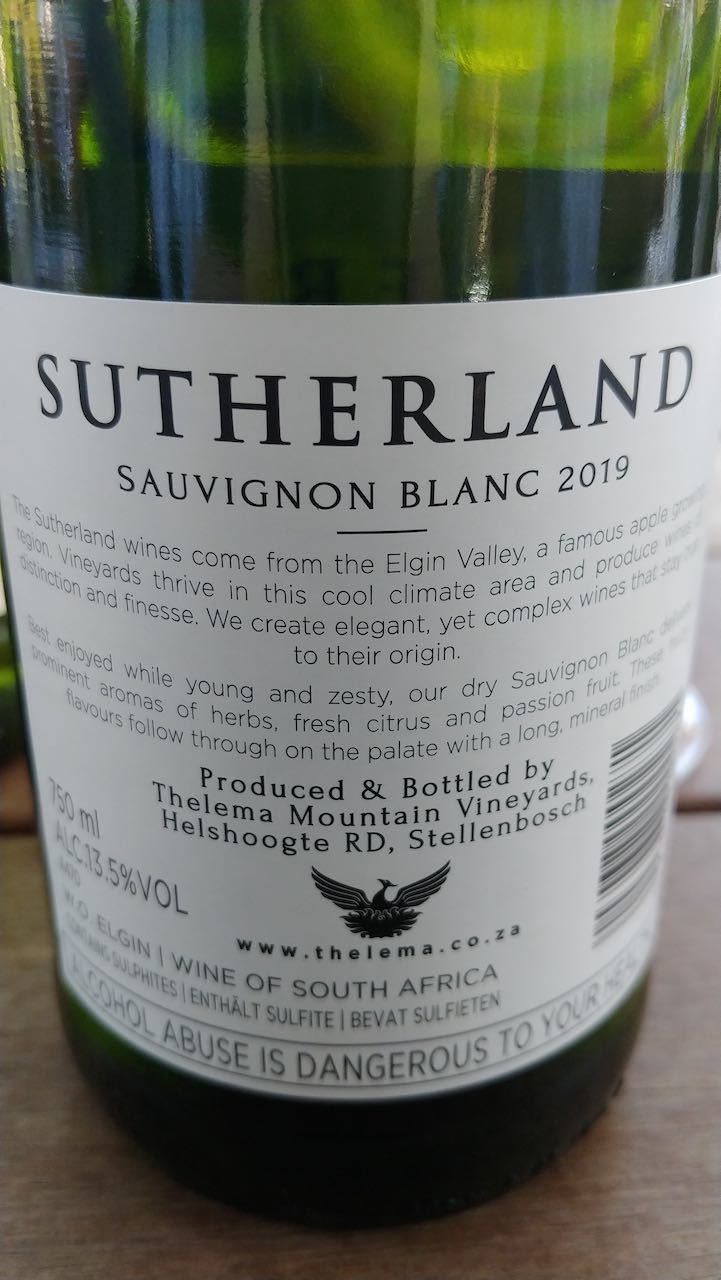 SUTHERLAND
SAUVIGNON BLANC 2019
The Sutherland wines come from the Elgin Valley, a famous apple growing
region. Vineyards thrive in this cool climate area and produce wines of
distinction and finesse. We create elegant, yet complex wines that stay true
to their origin.
Best enjoyed while young and zesty, our dry Sauvignon Blanc delivers
prominent aromas of herbs, fresh citrus and passion fruit. These
flavours follow through on the palate with a long, mineral finish.
Produced & Bottled by
Thelema Mountain Vineyards,
Helshoogte RD, Stellenbosch
750 ml
ALC.13.5%VOL
A470
www.thelema.co.za
W.O. ELGIN | WINE OF SOUTH AFRICA
CONTAINS SULPHITES | ENTHÄLT SULFITE | BEVAT SULFIETEN
ALCOHOL ABUSE IS DANGEROUS TO YOUR HEALTH